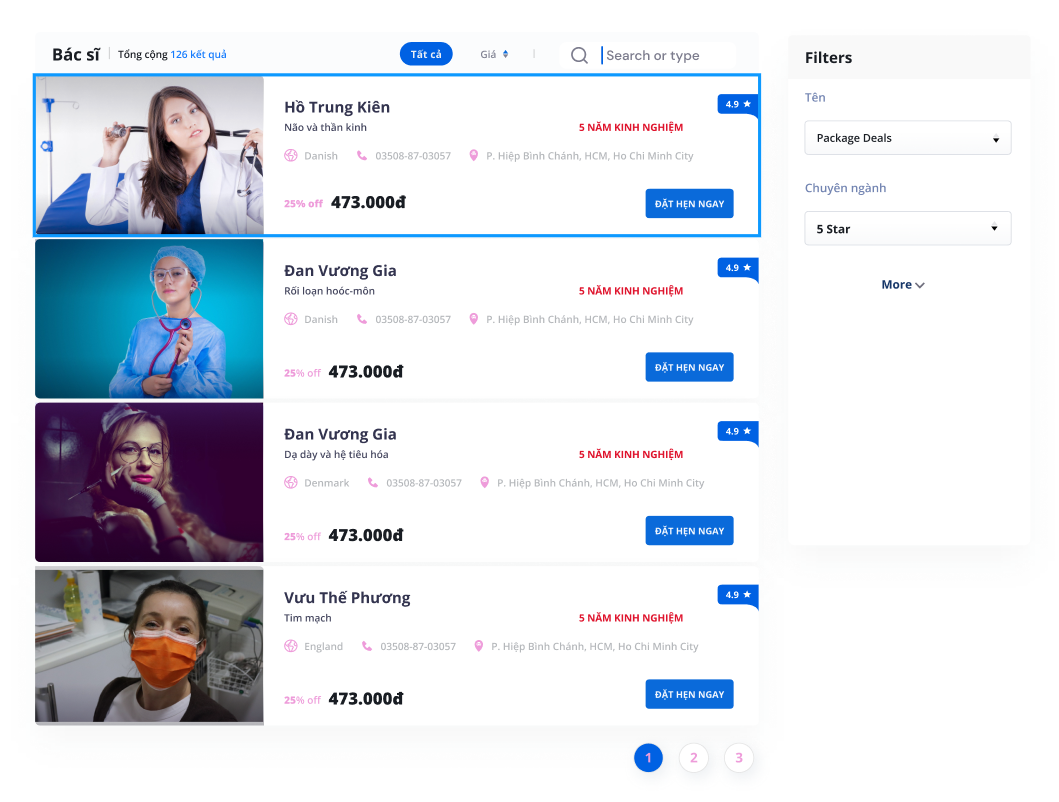 Bác sĩ Tổng cộng 126 kết quả Tất cả Giá Search or type
Hồ Trung Kiên 4.9
Não và thần kinh 5 NĂM KINH NGHIỆM
Danish 03508-87-03057 P. Hiệp Bình Chánh, HCM, Ho Chi Minh City
25% off 473.000đ ĐẶT HẸN NGAY
Đan Vương Gia 4.9
Rối loạn hoóc-môn 5 NĂM KINH NGHIỆM
Danish 03508-87-03057 P. Hiệp Bình Chánh, HCM, Ho Chi Minh City
25% off 473.000đ ĐẶT HẸN NGAY
Đan Vương Gia 4.9
Dạ dày và hệ tiêu hóa 5 NĂM KINH NGHIỆM
Denmark 03508-87-03057 P. Hiệp Bình Chánh, HCM, Ho Chi Minh City
25% off 473.000đ ĐẶT HẸN NGAY
Vưu Thế Phương 4.9
Tim mạch 5 NĂM KINH NGHIỆM
England 03508-87-03057 P. Hiệp Bình Chánh, HCM, Ho Chi Minh City
25% off 473.000đ ĐẶT HẸN NGAY
1 2 3
Filters
Tên
Package Deals
Chuyên ngành
5 Star
More